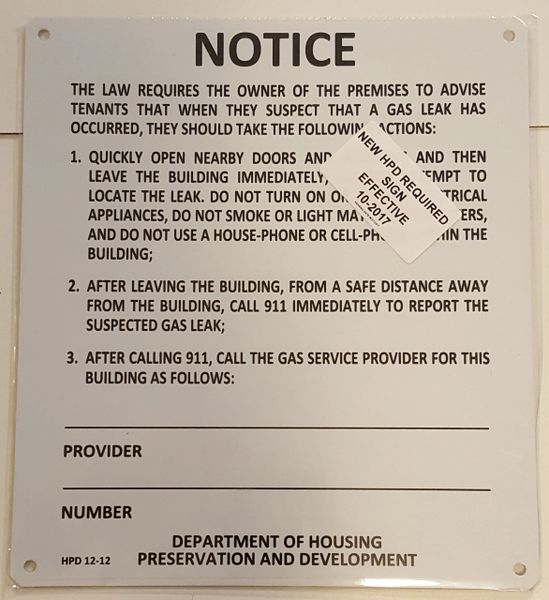 NOTICE
THE LAW REQUIRES THE OWNER OF THE PREMISES TO ADVISE
TENANTS THAT WHEN THEY SUSPECT THAT A GAS LEAK HAS
OCCURRED, THEY SHOULD TAKE THE FOLLOWING ACTIONS:
1. QUICKLY OPEN NEARBY DOORS AND AND THEN
LEAVE THE BUILDING IMMEDIATELY, EMPT TO
LOCATE THE LEAK. DO NOT TURN ON O TRICAL
APPLIANCES, DO NOT SMOKE OR LIGHT MA ERS,
AND DO NOT USE A HOUSE-PHONE OR CELL-PH IN THE
BUILDING;
NEW HPD REQUIRED
SIGN
EFFECTIVE
10-2017
2. AFTER LEAVING THE BUILDING, FROM A SAFE DISTANCE AWAY
FROM THE BUILDING, CALL 911 IMMEDIATELY TO REPORT THE
SUSPECTED GAS LEAK;
3. AFTER CALLING 911, CALL THE GAS SERVICE PROVIDER FOR THIS
BUILDING AS FOLLOWS:
PROVIDER
NUMBER
DEPARTMENT OF HOUSING
HPD 12-12 PRESERVATION AND DEVELOPMENT